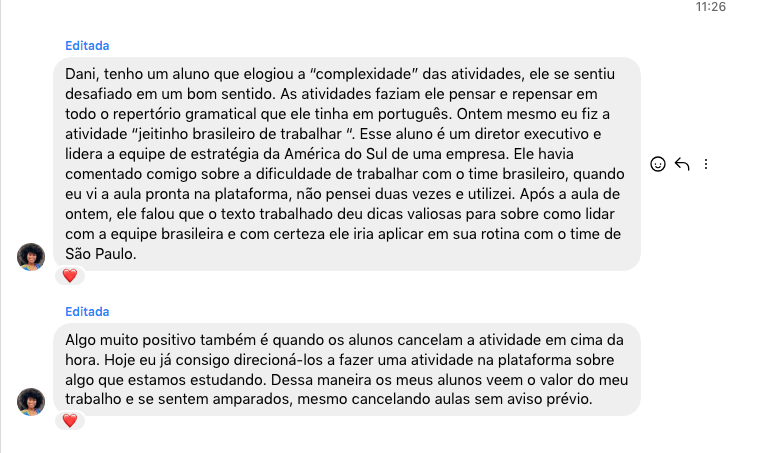 11:26
Editada
Dani, tenho um aluno que elogiou a “complexidade” das atividades, ele se sentiu
desafiado em um bom sentido. As atividades faziam ele pensar e repensar em
todo o repertório gramatical que ele tinha em português. Ontem mesmo eu fiz a
atividade “jeitinho brasileiro de trabalhar “. Esse aluno é um diretor executivo e
lidera a equipe de estratégia da América do Sul de uma empresa. Ele havia
comentado comigo sobre a dificuldade de trabalhar com o time brasileiro, quando
eu vi a aula pronta na plataforma, não pensei duas vezes e utilizei. Após a aula de
ontem, ele falou que o texto trabalhado deu dicas valiosas para sobre como lidar
com a equipe brasileira e com certeza ele iria aplicar em sua rotina com o time de
São Paulo.
Editada
Algo muito positivo também é quando os alunos cancelam a atividade em cima da
hora. Hoje eu já consigo direcioná-los a fazer uma atividade na plataforma sobre
algo que estamos estudando. Dessa maneira os meus alunos veem o valor do meu
trabalho e se sentem amparados, mesmo cancelando aulas sem aviso prévio.